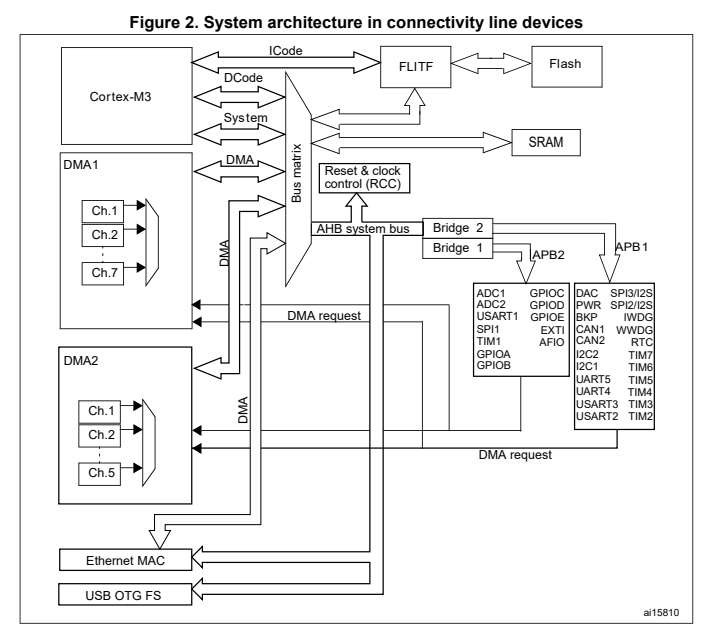 Figure 2. System architecture in connectivity line devices
ICode
FLITF
Flash
Cortex-M3
DCode
System
SRAM
DMA1
DMA
Bus matrix
Reset & clock
control (RCC)
Ch.1
Ch.2
Ch.7
DMA
AHB system bus
Bridge 2
Bridge 1
APB2
APB1
ADC1 GPIOC
ADC2 GPIOD
USART1 GPIOE
SPI1 EXTI
TIM1 AFIO
GPIOA
GPIOB
DAC SPI3/I2S
PWR SPI2/I2S
BKP IWDG
CAN1 WWDG
CAN2 RTC
I2C2 TIM7
I2C1 TIM6
UART5 TIM5
UART4 TIM4
USART3 TIM3
USART2 TIM2
DMA request
DMA2
Ch.1
Ch.2
Ch.5
DMA
DMA request
Ethernet MAC
USB OTG FS
ai15810